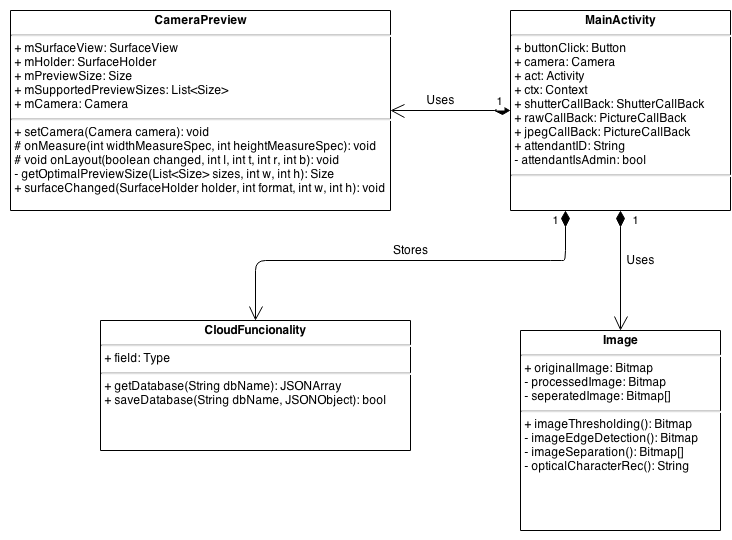 CameraPreview
+ mSurfaceView: SurfaceView
+ mHolder: SurfaceHolder
+ mPreviewSize: Size
+ mSupportedPreviewSizes: List<Size>
+ mCamera: Camera
+ setCamera(Camera camera): void
# onMeasure(int widthMeasureSpec, int heightMeasureSpec): void
# void onLayout(boolean changed, int l, int t, int r, int b): void
- getOptimalPreviewSize(List<Size> sizes, int w, int h): Size
+ surfaceChanged(SurfaceHolder holder, int format, int w, int h): void
Uses
1
MainActivity
+ buttonClick: Button
+ camera: Camera
+ act: Activity
+ ctx: Context
+ shutterCallBack: ShutterCallBack
+ rawCallBack: PictureCallBack
+ jpegCallBack: PictureCallBack
+ attendantID: String
- attendantIsAdmin: bool
1
1
Stores
Uses
CloudFuncionality
+ field: Type
+ getDatabase(String dbName): JSONArray
+ saveDatabase(String dbName, JSONObject): bool
Image
+ originalImage: Bitmap
- processedImage: Bitmap
- seperatedImage: Bitmap[]
+ imageThresholding(): Bitmap
- imageEdgeDetection(): Bitmap
- imageSeparation(): Bitmap[]
- opticalCharacterRec(): String